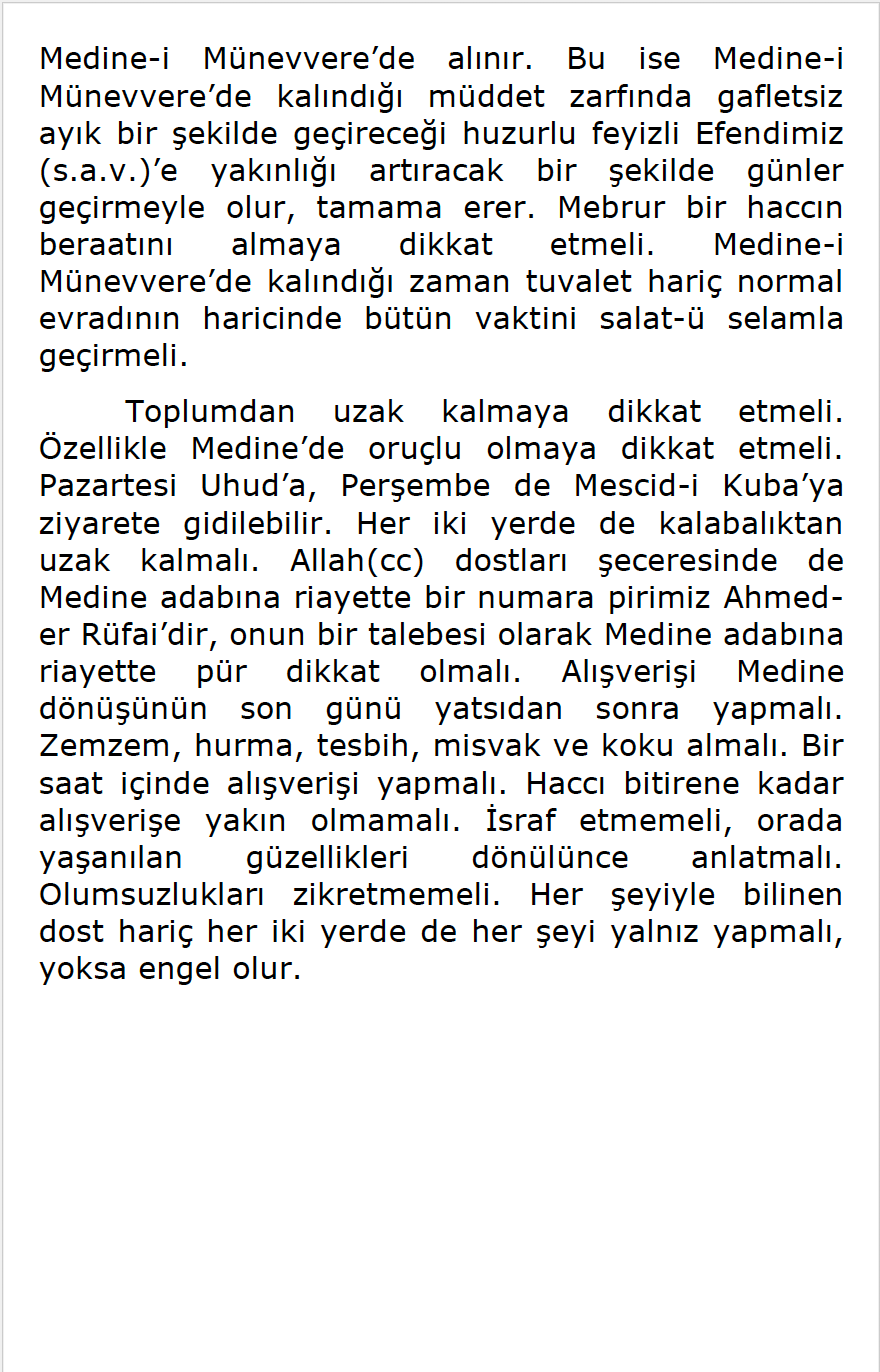 Medine-i Münevvere’de alınır. Bu ise Medine-i
Münevvere’de kalındığı müddet zarfında gafletsiz
ayık bir şekilde geçireceği huzurlu feyizli Efendimiz
(s.a.v.)’e yakınlığı artıracak bir şekilde günler
geçirmeyle olur, tamama erer. Mebrur bir haccın
beraatını almaya dikkat etmeli. Medine-i
Münevvere’de kalındığı zaman tuvalet hariç normal
evradının haricinde bütün vaktini salat-ü selamla
geçirmeli.
Toplumdan uzak kalmaya dikkat etmeli.
Özellikle Medine’de oruçlu olmaya dikkat etmeli.
Pazartesi Uhud’a, Perşembe de Mescid-i Kuba’ya
ziyarete gidilebilir. Her iki yerde de kalabalıktan
uzak kalmalı. Allah(cc) dostları şeceresinde de
Medine adabına riayette bir numara pirimiz Ahmed-
er Rüfai’dir, onun bir talebesi olarak Medine adabına
riayette pür dikkat olmalı. Alışverişi Medine
dönüşünün son günü yatsıdan sonra yapmalı.
Zemzem, hurma, tesbih, misvak ve koku almalı. Bir
saat içinde alışverişi yapmalı. Haccı bitirene kadar
alışverişe yakın olmamalı. İsraf etmemeli, orada
yaşanılan güzellikleri dönülünce anlatmalı.
Olumsuzlukları zikretmemeli. Her şeyiyle bilinen
dost hariç her iki yerde de her şeyi yalnız yapmalı,
yoksa engel olur.